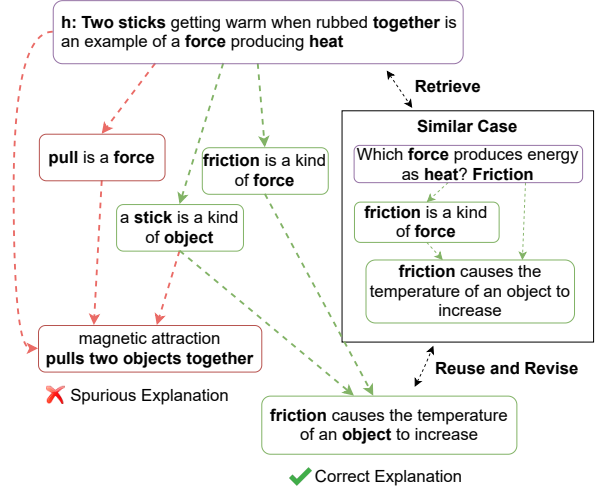 h: Two sticks getting warm when rubbed together is
an example of a force producing heat
Retrieve
Similar Case
Which force produces energy
as heat? Friction
pull is a force
friction is a kind
of force
a stick is a kind
of object
friction is a kind
of force
friction causes the
temperature of an object to
increase
magnetic attraction
pulls two objects together
Spurious Explanation
Reuse and Revise
friction causes the temperature
of an object to increase
Correct Explanation